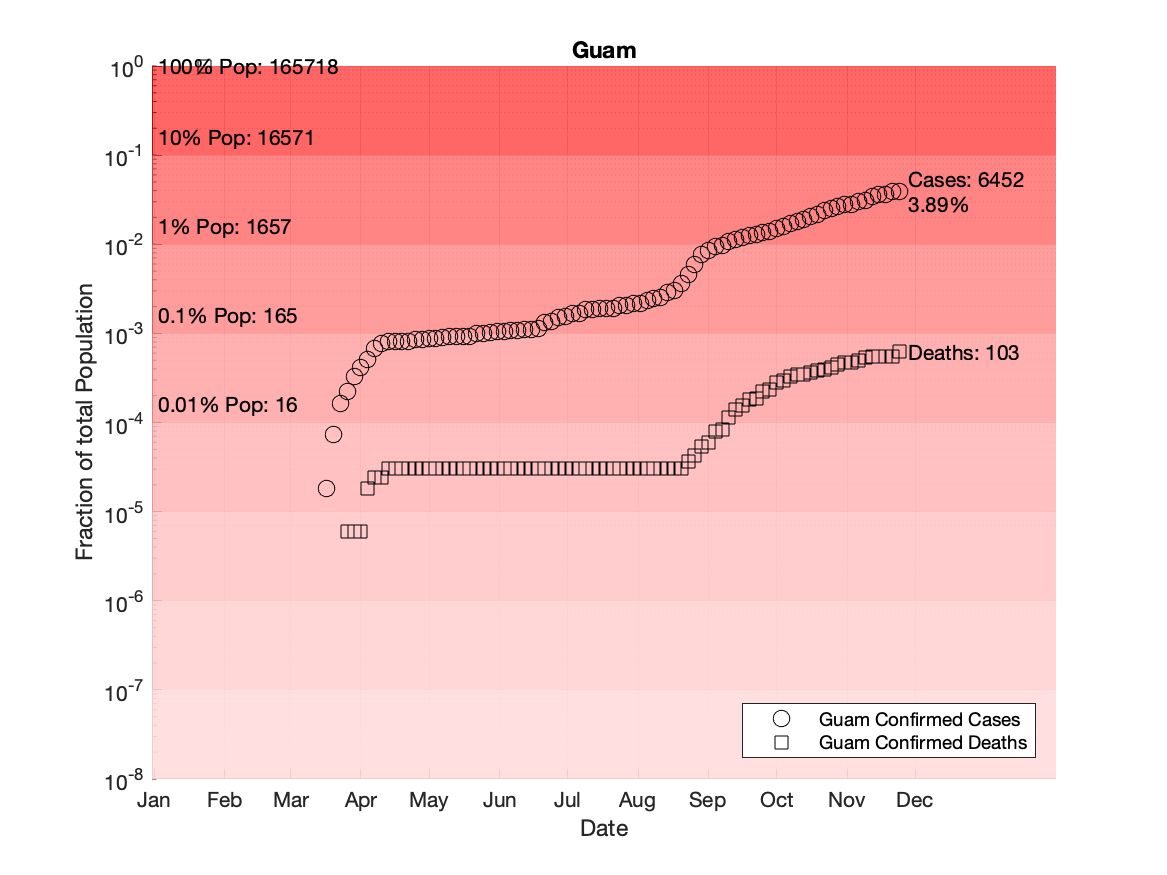 Guam
10^0
100% Pop: 165718
10% Pop: 16571
10^-1
Cases: 6452
3.89%
1% Pop: 1657
10^-2
0.1% Pop: 165
10^-3
Deaths: 103
0.01% Pop: 16
10^-4
10^-5
10^-6
10^-7
10^-8
Fraction of total Population
Guam Confirmed Cases
Guam Confirmed Deaths
Jan Feb Mar Apr May Jun Jul Aug Sep Oct Nov Dec
Date